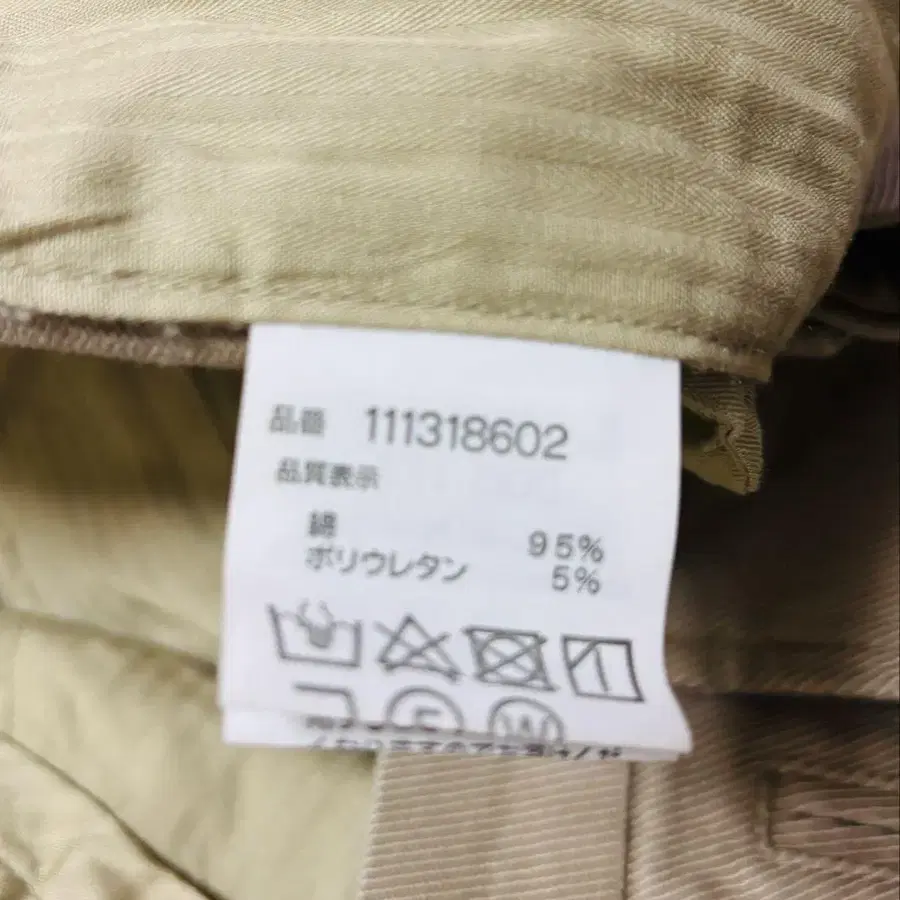 品番 111318602
品質表示
綿 95%
ポリウレタン 5%